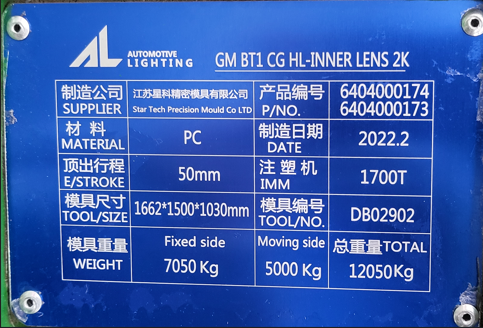 AL AUTOMOTIVE LIGHTING
GM BT1 CG HL-INNER LENS 2K
制造公司 SUPPLIER
江苏星科精密模具有限公司
Star Tech Precision Mould Co LTD
产品编号 P/NO.
6404000174
6404000173
材料 MATERIAL
PC
制造日期 DATE
2022.2
顶出行程 E/STROKE
50mm
注塑机 IMM
1700T
模具尺寸 TOOL/SIZE
1662*1500*1030mm
模具编号 TOOL/NO.
DB02902
模具重量 WEIGHT
Fixed side
7050 Kg
Moving side
5000 Kg
总重量TOTAL
12050Kg